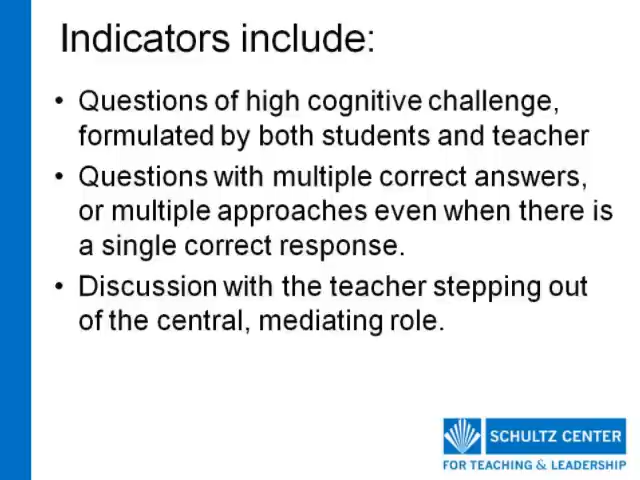 Indicators include:
• Questions of high cognitive challenge,
formulated by both students and teacher
• Questions with multiple correct answers,
or multiple approaches even when there is
a single correct response.
• Discussion with the teacher stepping out
of the central, mediating role.
SCHULTZ CENTER
FOR TEACHING & LEADERSHIP